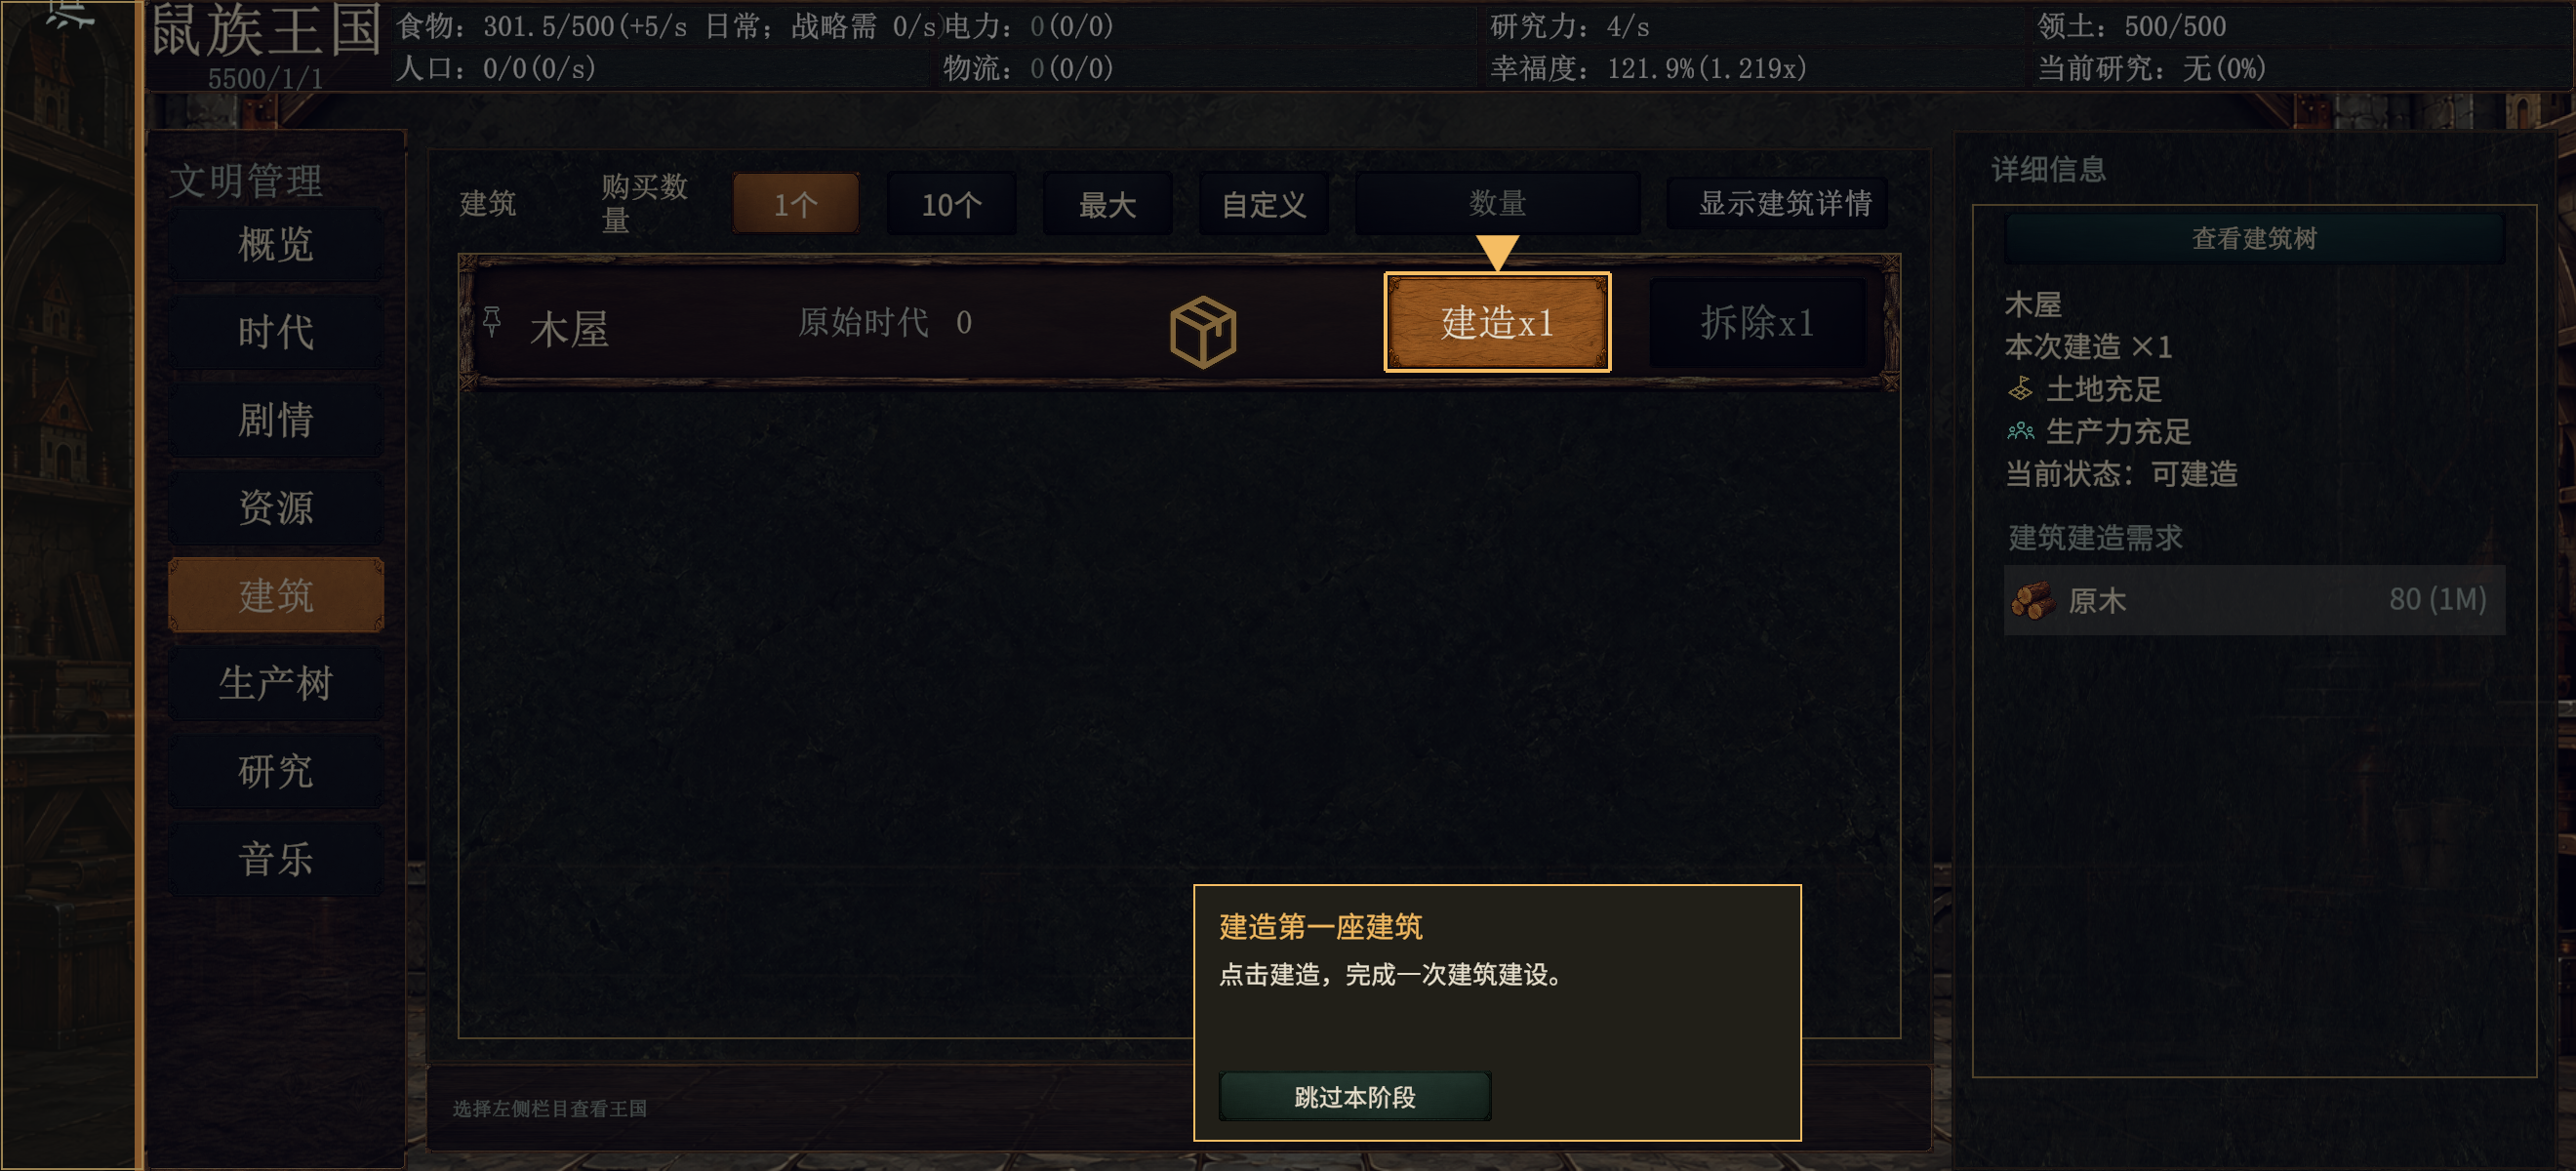 鼠族王国
5500/1/1
食物: 301.5/500(+5/s 日常; 战略需 0/s)
电力: 0(0/0)
研究力: 4/s
领土: 500/500
人口: 0/0(0/s)
物流: 0(0/0)
幸福度: 121.9%(1.219x)
当前研究: 无(0%)
文明管理
概览
时代
剧情
资源
建筑
生产树
研究
音乐
建筑
购买数
量
1个
10个
最大
自定义
数量
显示建筑详情
木屋
原始时代 0
建造x1
拆除x1
详细信息
查看建筑树
木屋
本次建造 ×1
土地充足
生产力充足
当前状态: 可建造
建筑建造需求
原木 80 (1M)
建造第一座建筑
点击建造，完成一次建筑建设。
跳过本阶段
选择左侧栏目查看王国